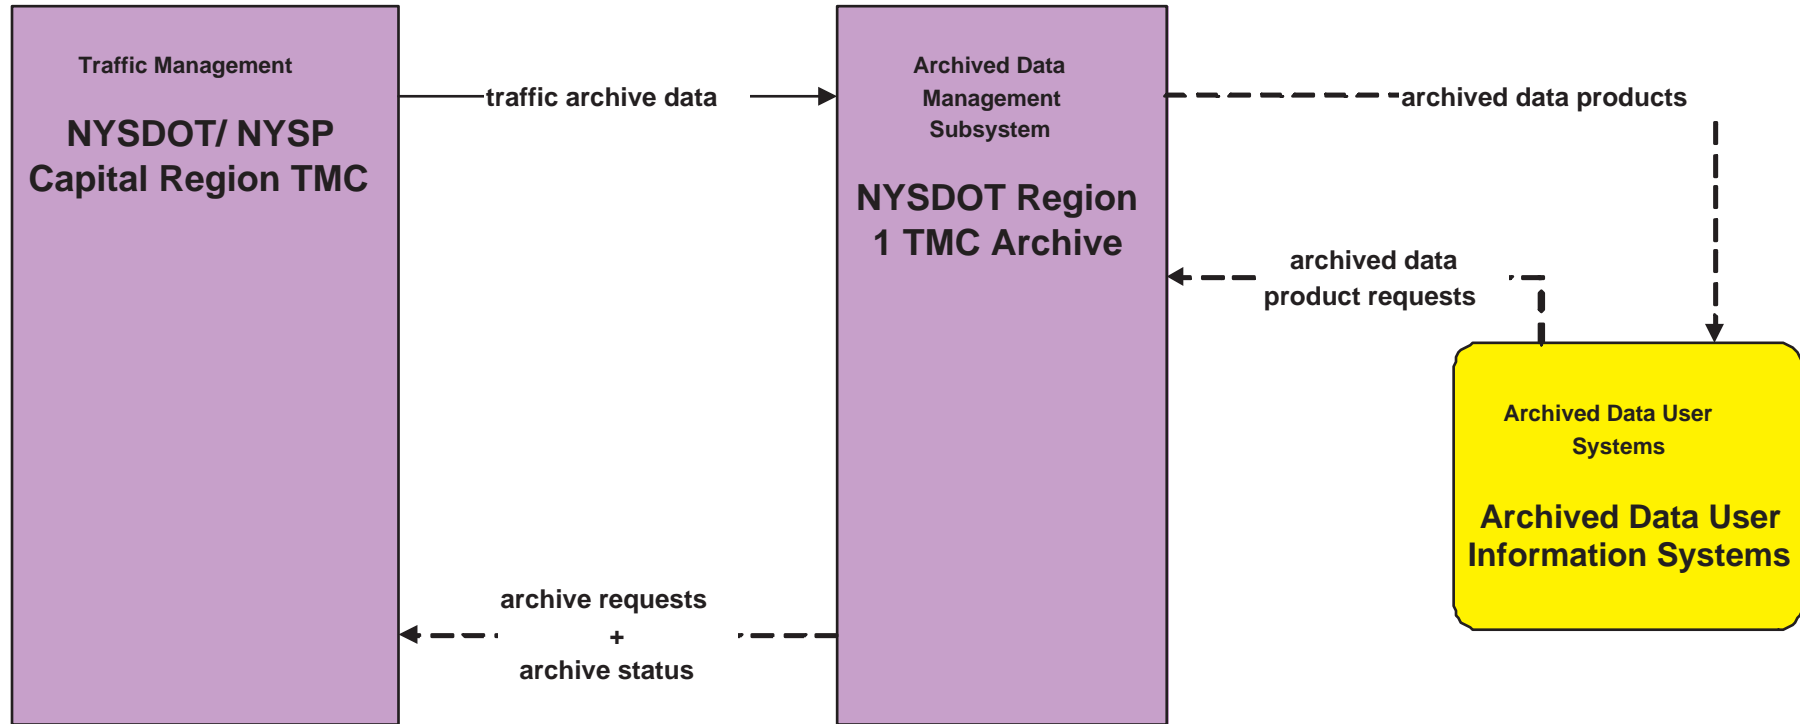 Traffic Management
NYSDOT/ NYSP
Capital Region TMC
traffic archive data
Archived Data
Management
Subsystem
NYSDOT Region
1 TMC Archive
archived data products
archived data
product requests
Archived Data User
Systems
Archived Data User
Information Systems
archive requests
+
archive status